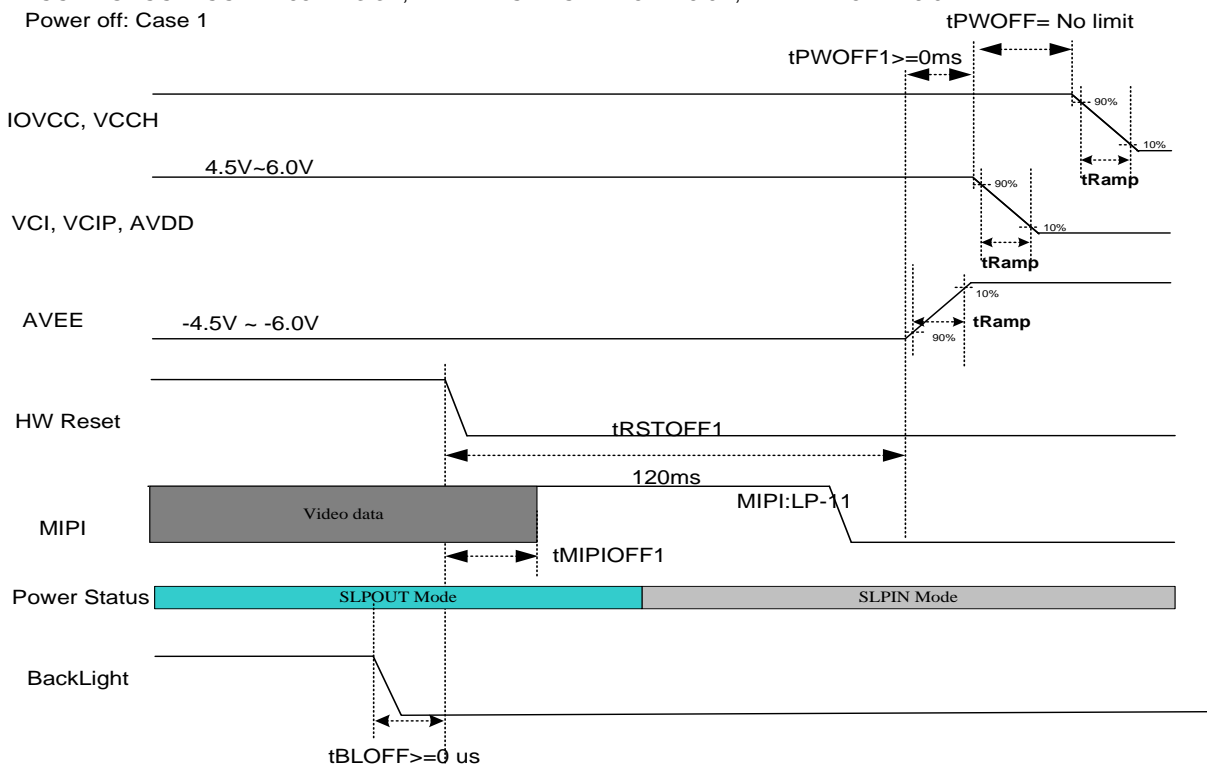 Power off: Case 1
tPWOFF= No limit
tPWOFF1>=0ms
IOVCC, VCCH
90%
10%
tRamp
4.5V~6.0V
VCI, VCIP, AVDD
90%
10%
tRamp
AVEE
-4.5V ~ -6.0V
10%
tRamp
90%
HW Reset
tRSTOFF1
120ms
MIPI
Video data
MIPI:LP-11
tMIPIOFF1
Power Status
SLPOUT Mode
SLPIN Mode
BackLight
tBLOFF>=0 us